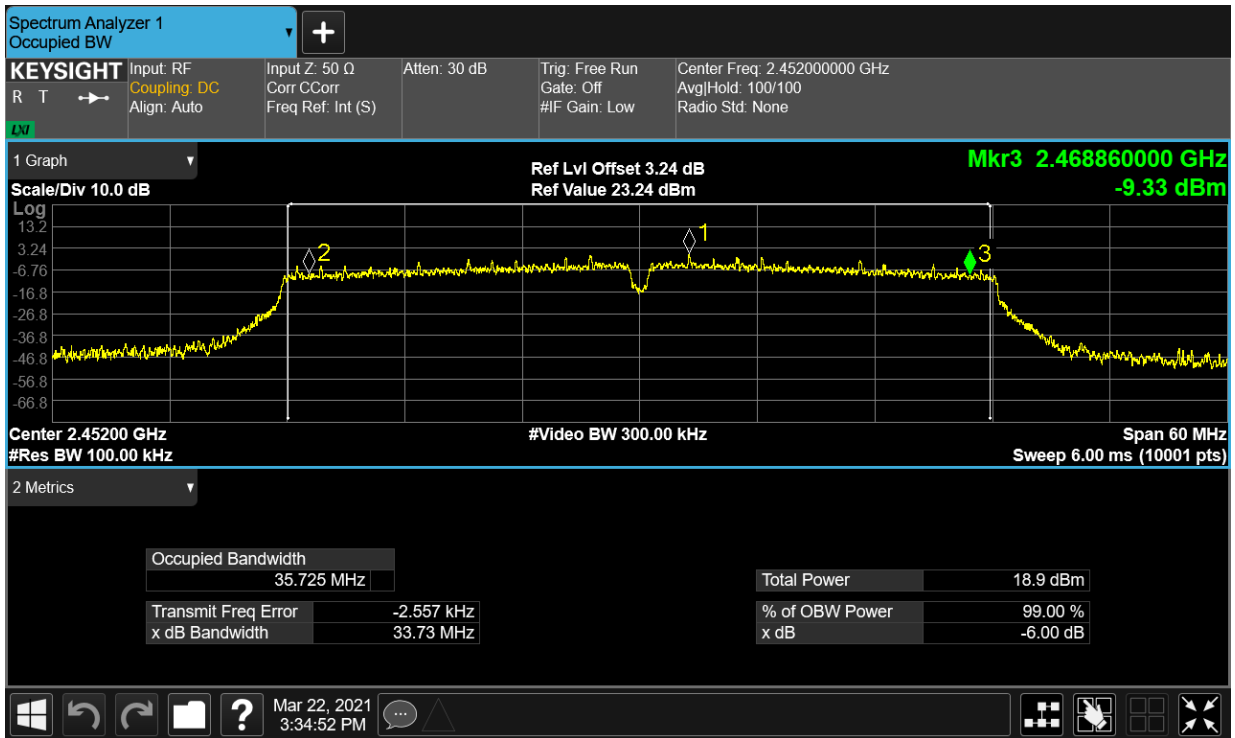 Spectrum Analyzer 1
Occupied BW
▼
+
KEYSIGHT
R T
LXI
Input: RF
Coupling: DC
Align: Auto
Input Z: 50 Ω
Corr CCorr
Freq Ref: Int (S)
Atten: 30 dB
Trig: Free Run
Gate: Off
#IF Gain: Low
Center Freq: 2.452000000 GHz
Avg|Hold: 100/100
Radio Std: None
1 Graph ▼
Scale/Div 10.0 dB
Ref Lvl Offset 3.24 dB
Ref Value 23.24 dBm
Mkr3 2.468860000 GHz
-9.33 dBm
Log
13.2
3.24
-6.76
-16.8
-26.8
-36.8
-46.8
-56.8
-66.8
2
1
3
Center 2.45200 GHz
#Res BW 100.00 kHz
#Video BW 300.00 kHz
Span 60 MHz
Sweep 6.00 ms (10001 pts)
2 Metrics ▼
Occupied Bandwidth
35.725 MHz
Transmit Freq Error -2.557 kHz
x dB Bandwidth 33.73 MHz
Total Power 18.9 dBm
% of OBW Power 99.00 %
x dB -6.00 dB
?
Mar 22, 2021
3:34:52 PM